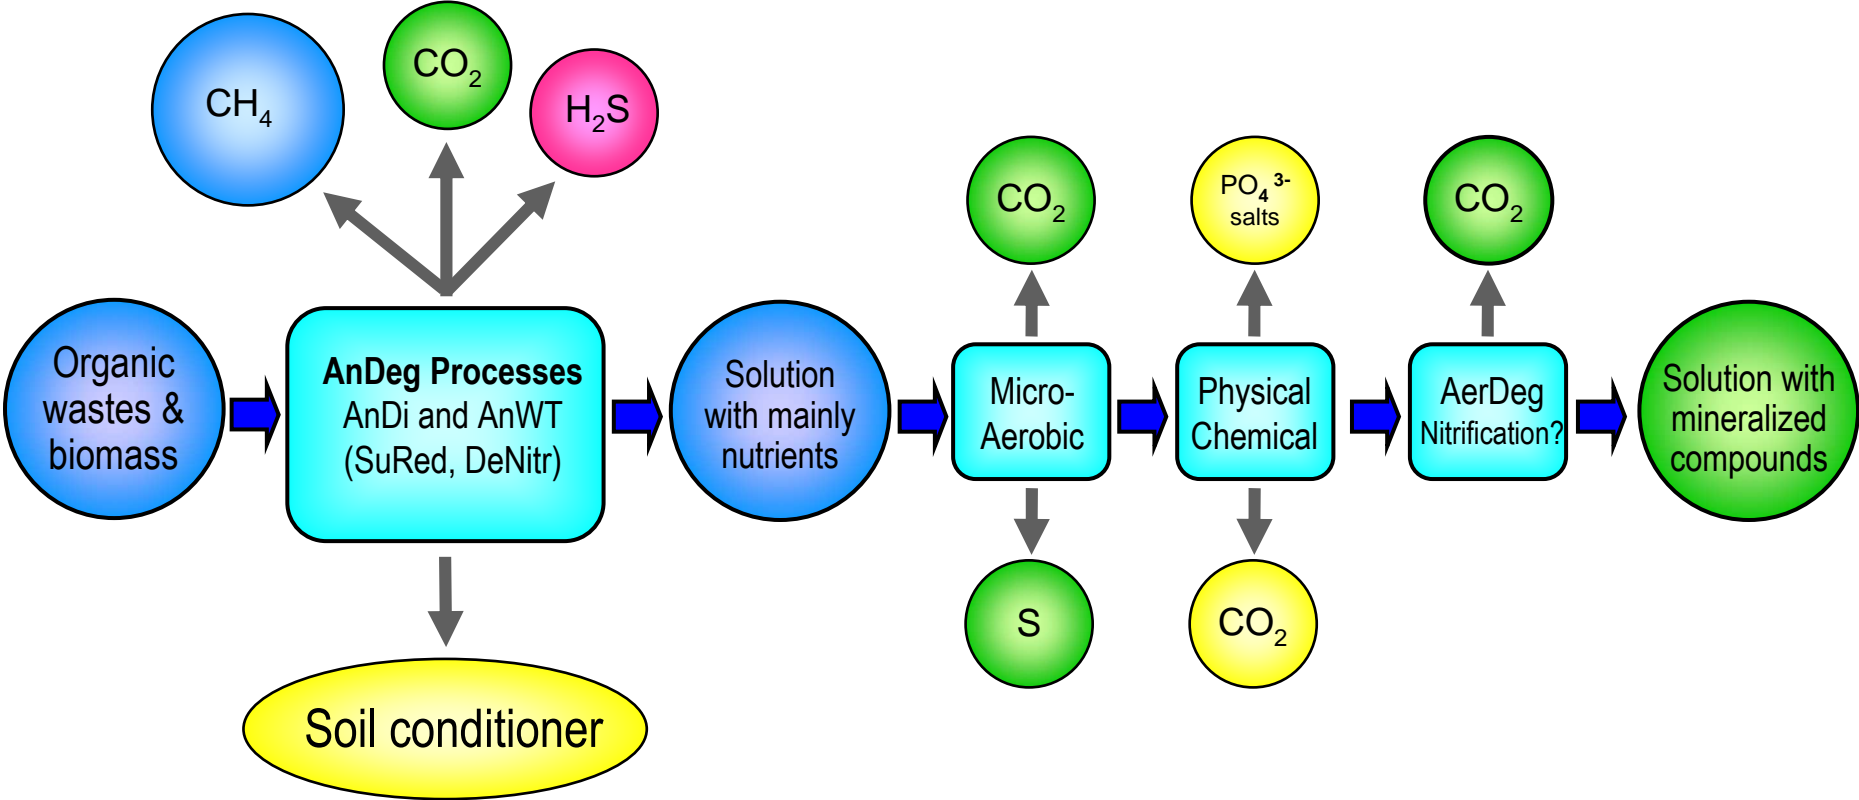 CH4
CO2
H2S
CO2
PO4 3-
salts
CO2
Organic
wastes &
biomass
AnDeg Processes
AnDi and AnWT
(SuRed, DeNitr)
Solution
with mainly
nutrients
Micro-
Aerobic
Physical
Chemical
AerDeg
Nitrification?
Solution with
mineralized
compounds
S
CO2
Soil conditioner